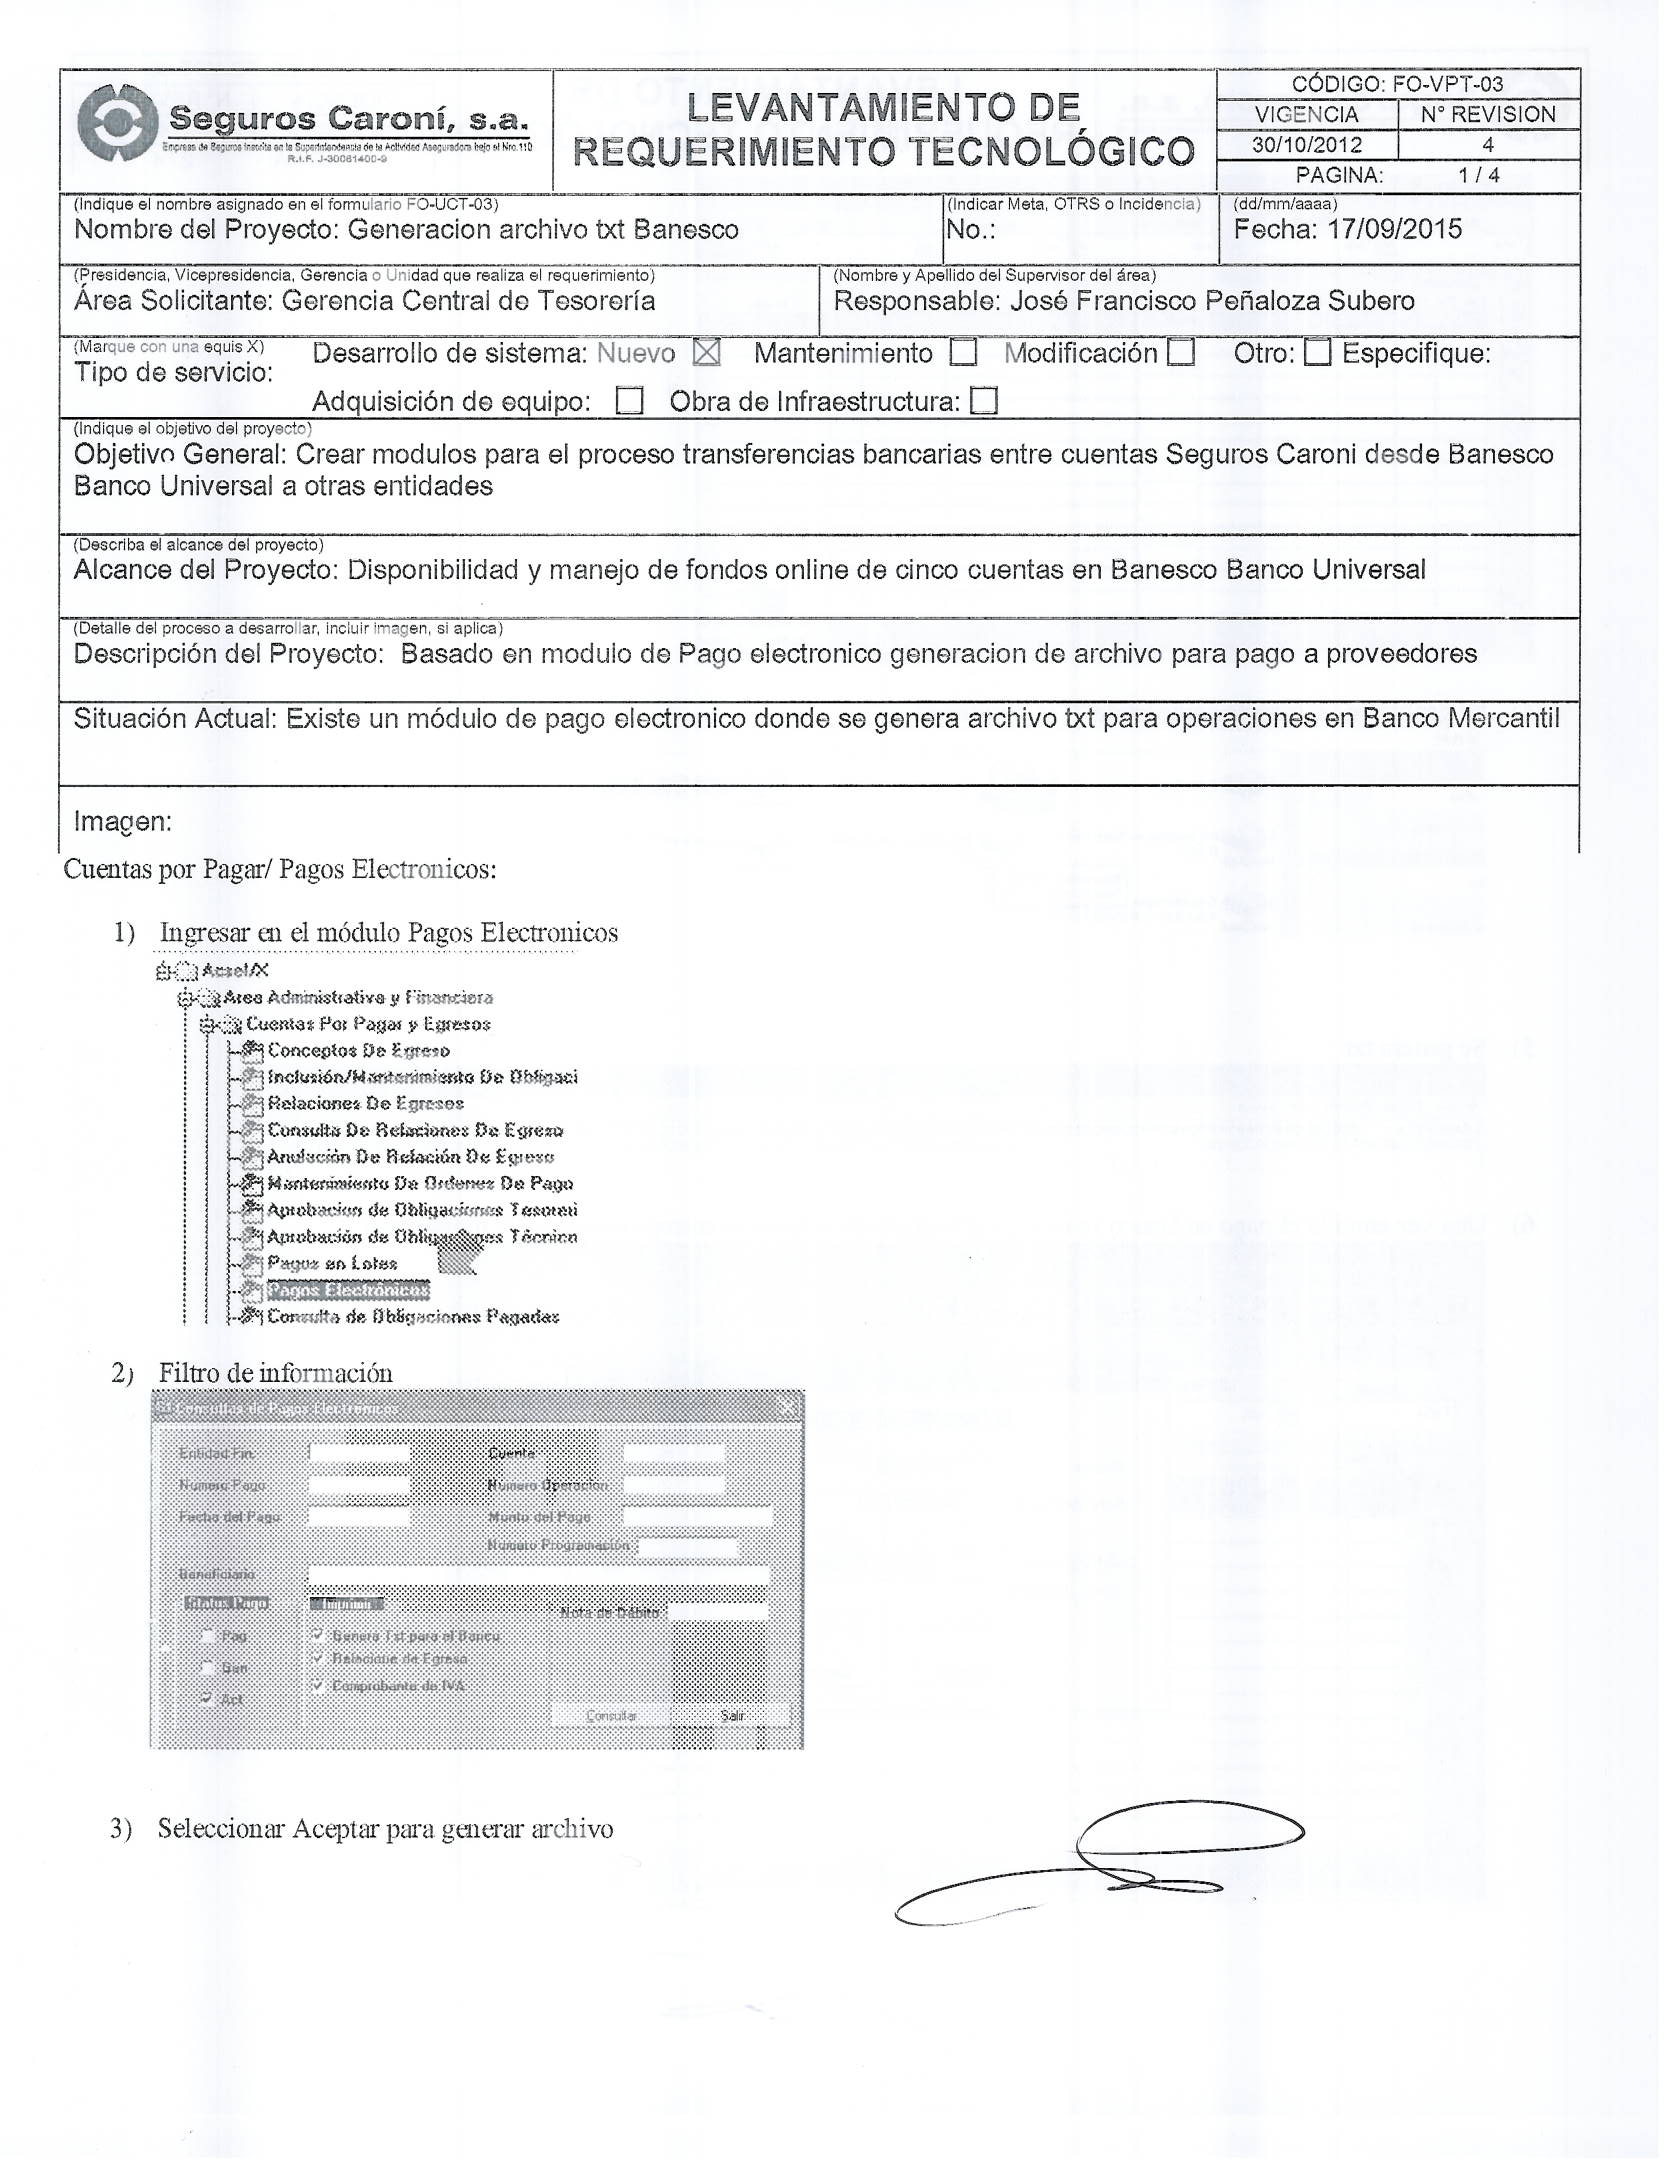 Seguros Caroní, s.a.
Empresa de Seguros inscrita en la Superintendencia de la Actividad Aseguradora bajo el Nro.110
R.I.F. J-30061400-9
LEVANTAMIENTO DE
REQUERIMIENTO TECNOLÓGICO
CÓDIGO: FO-VPT-03
VIGENCIA N° REVISION
30/10/2012 4
PAGINA: 1 / 4
(Indique el nombre asignado en el formulario FO-UCT-03)
Nombre del Proyecto: Generacion archivo txt Banesco
(Indicar Meta, OTRS o Incidencia)
No.:
(dd/mm/aaaa)
Fecha: 17/09/2015
(Presidencia, Vicepresidencia, Gerencia o Unidad que realiza el requerimiento)
Área Solicitante: Gerencia Central de Tesorería
(Nombre y Apellido del Supervisor del área)
Responsable: José Francisco Peñaloza Subero
(Marque con una equis X)
Tipo de servicio:
Desarrollo de sistema: Nuevo ☒ Mantenimiento ☐ Modificación ☐ Otro: ☐ Especifique:
Adquisición de equipo: ☐ Obra de Infraestructura: ☐
(Indique el objetivo del proyecto)
Objetivo General: Crear modulos para el proceso transferencias bancarias entre cuentas Seguros Caroni desde Banesco
Banco Universal a otras entidades
(Describa el alcance del proyecto)
Alcance del Proyecto: Disponibilidad y manejo de fondos online de cinco cuentas en Banesco Banco Universal
(Detalle del proceso a desarrollar, incluir imagen, si aplica)
Descripción del Proyecto: Basado en modulo de Pago electronico generacion de archivo para pago a proveedores
Situación Actual: Existe un módulo de pago electronico donde se genera archivo txt para operaciones en Banco Mercantil
Imagen:
Cuentas por Pagar/ Pagos Electronicos:
1) Ingresar en el módulo Pagos Electronicos
Acsel/X
Area Administrativa y Financiera
Cuentas Por Pagar y Egresos
Conceptos De Egreso
Inclusión/Mantenimiento De Obligaci
Relaciones De Egresos
Consulta De Relaciones De Egreso
Anulación De Relación De Egreso
Mantenimiento De Ordenes De Pago
Aprobacion de Obligaciones Tesoreri
Aprobación de Obligaciones Técnica
Pagos en Lotes
Pagos Electrónicos
Consulta de Obligaciones Pagadas
2) Filtro de información
Consultas de Pagos Electronicos
Entidad Fin. Cuenta
Numero Pago Número Operación
Fecha del Pago Monto del Pago
Número Programación
Beneficiario
Status Pago Imprimir Nota de Débito
Pag Genera Txt para el Banco
Gen Relacione de Egreso
Act Comprobante de IVA
Consultar Salir
3) Seleccionar Aceptar para generar archivo